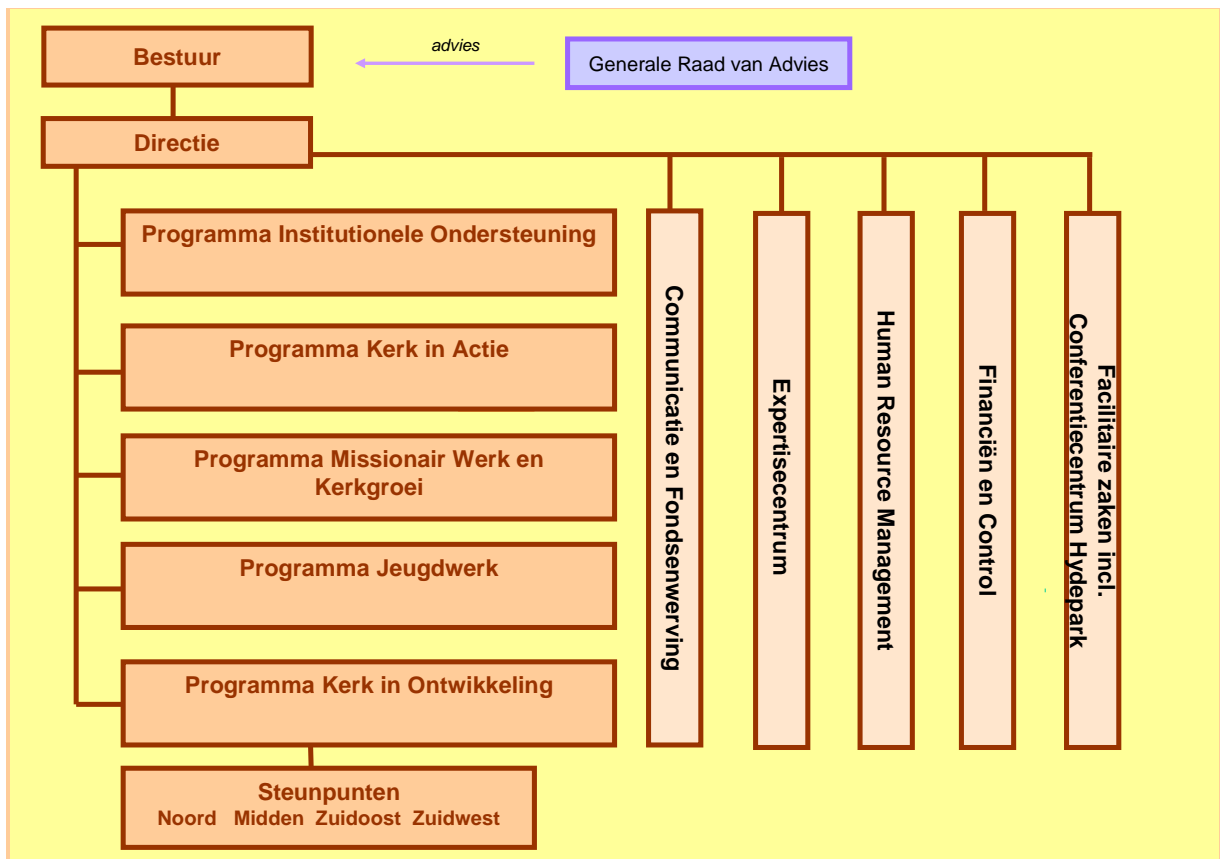 Bestuur
advies
Generale Raad van Advies
Directie
Programma Institutionele Ondersteuning
Programma Kerk in Actie
Programma Missionair Werk en
Kerkgroei
Programma Jeugdwerk
Programma Kerk in Ontwikkeling
Steunpunten
Noord Midden Zuidoost Zuidwest
Communicatie en Fondsenwerving
Expertisecentrum
Human Resource Management
Financiën en Control
Facilitaire zaken incl.
Conferentiecentrum Hydepark